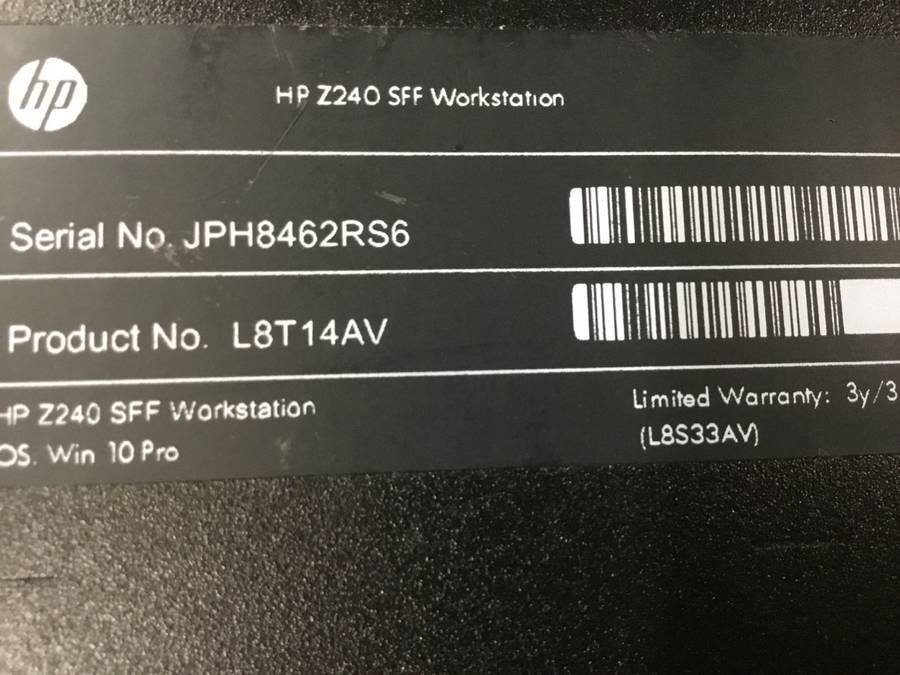 hp
HP Z240 SFF Workstation
Serial No. JPH8462RS6
Product No. L8T14AV
HP Z240 SFF Workstation
Limited Warranty: 3y/3
OS. Win 10 Pro
(L8S33AV)